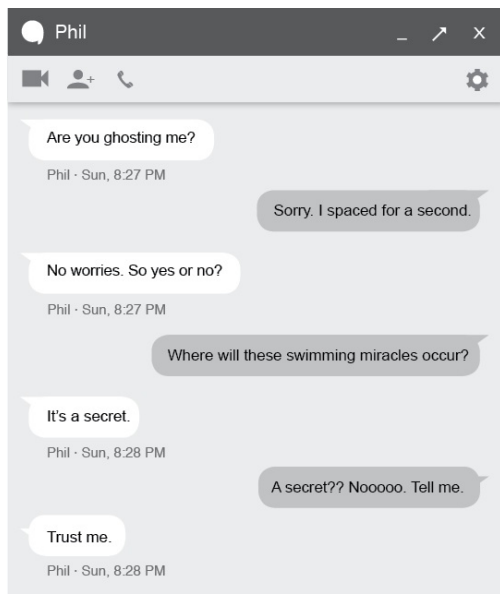 Phil
Are you ghosting me?
Phil · Sun, 8:27 PM
Sorry. I spaced for a second.
No worries. So yes or no?
Phil · Sun, 8:27 PM
Where will these swimming miracles occur?
It's a secret.
Phil · Sun, 8:28 PM
A secret?? Nooooo. Tell me.
Trust me.
Phil · Sun, 8:28 PM